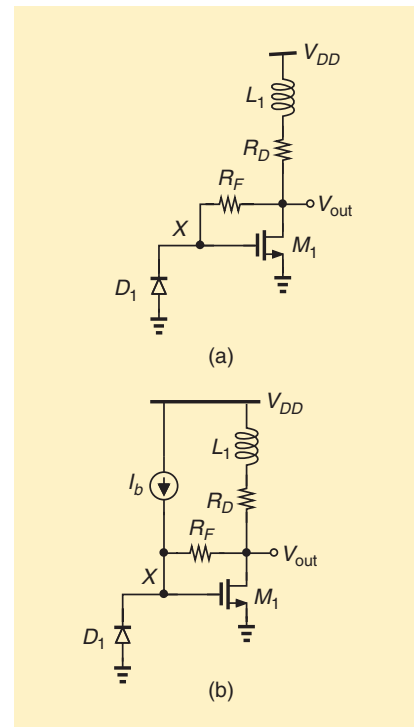 V_DD
L_1
R_D
R_F
V_out
X
M_1
D_1
(a)
V_DD
L_1
I_b
R_D
R_F
V_out
X
M_1
D_1
(b)